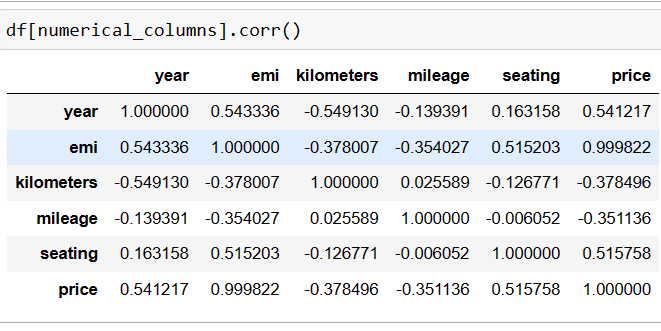 df[numerical_columns].corr()
year emi kilometers mileage seating price
year 1.000000 0.543336 -0.549130 -0.139391 0.163158 0.541217
emi 0.543336 1.000000 -0.378007 -0.354027 0.515203 0.999822
kilometers -0.549130 -0.378007 1.000000 0.025589 -0.126771 -0.378496
mileage -0.139391 -0.354027 0.025589 1.000000 -0.006052 -0.351136
seating 0.163158 0.515203 -0.126771 -0.006052 1.000000 0.515758
price 0.541217 0.999822 -0.378496 -0.351136 0.515758 1.000000